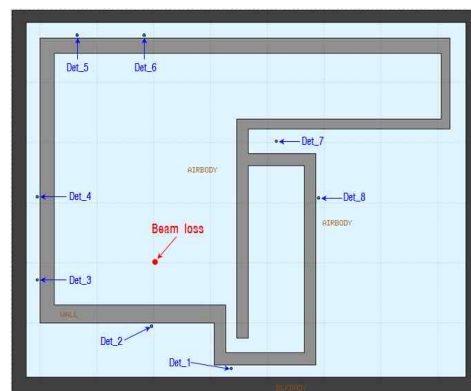 Det_5
Det_6
Det_7
AIRBODY
Det_4
Det_8
AIRBODY
Beam loss
Det_3
WALL
Det_2
Det_1